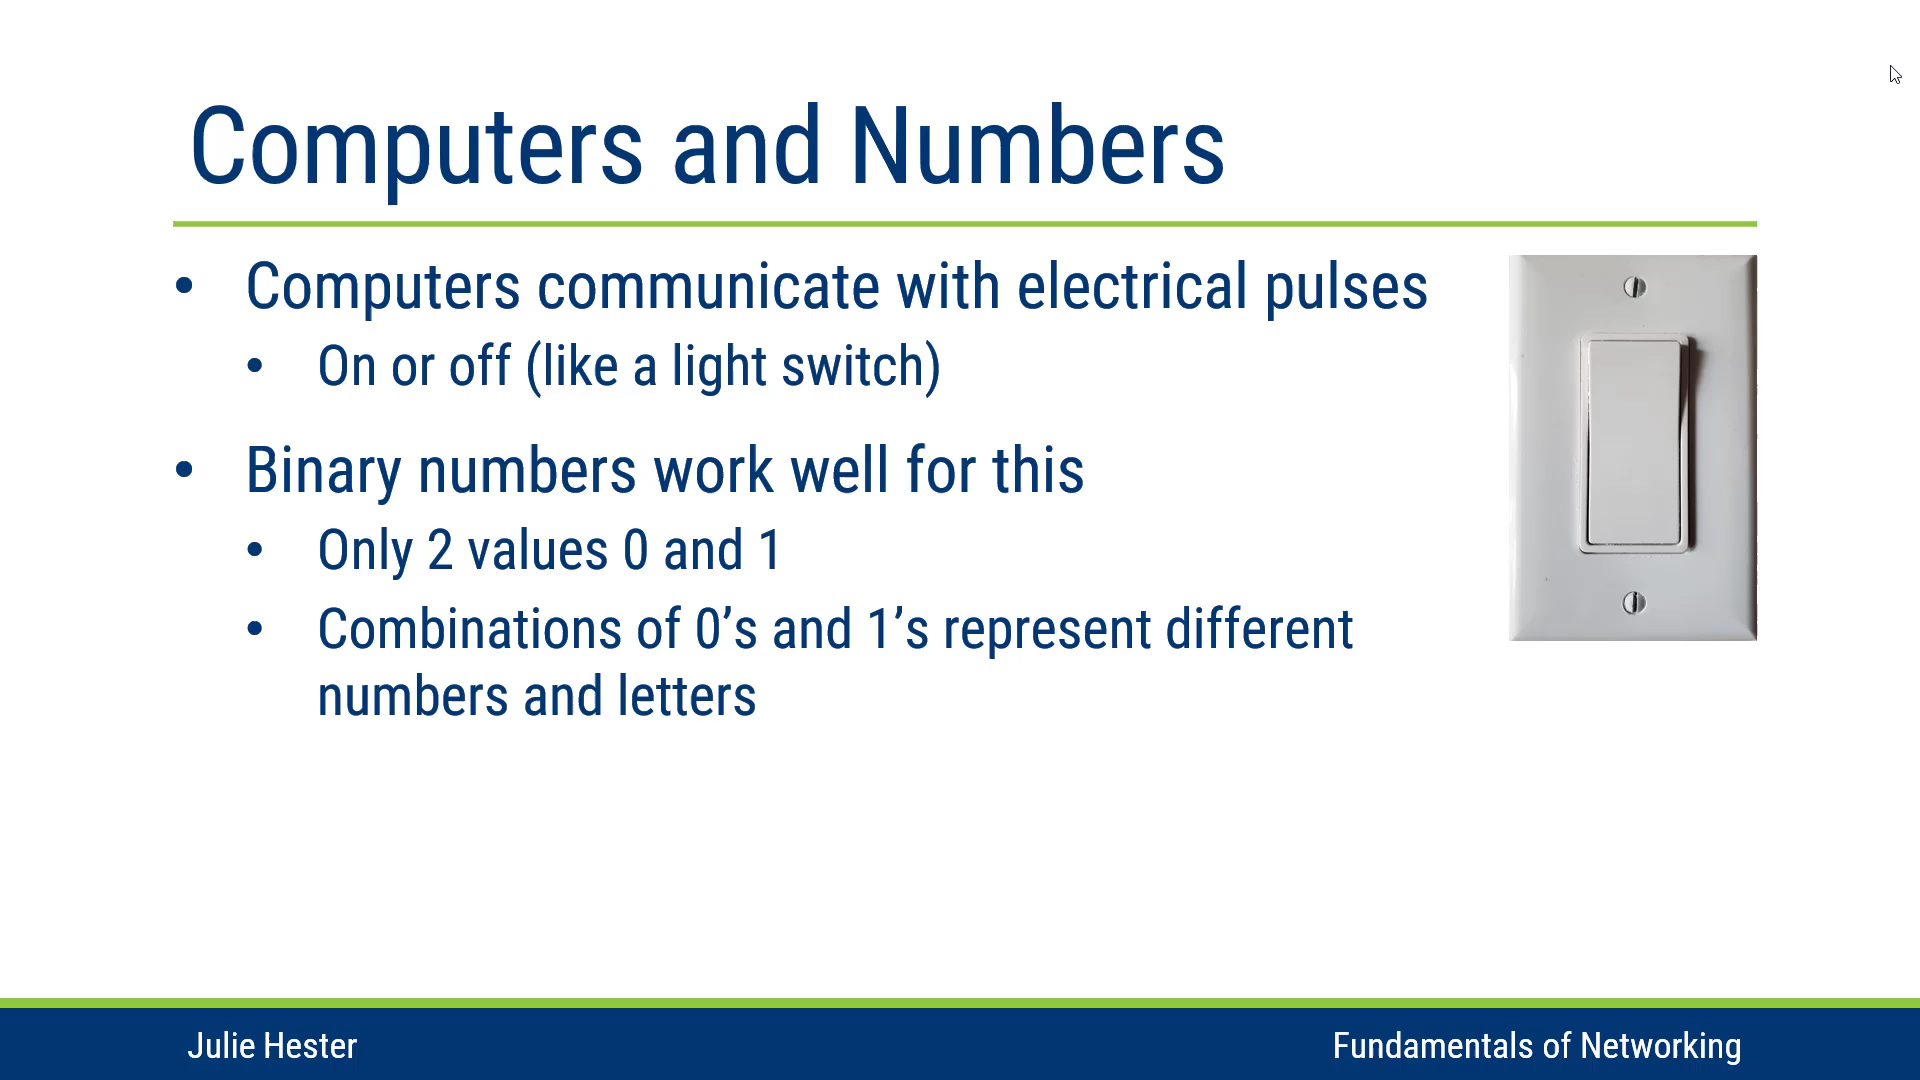 Computers and Numbers
• Computers communicate with electrical pulses
• On or off (like a light switch)
• Binary numbers work well for this
• Only 2 values 0 and 1
• Combinations of 0’s and 1’s represent different
numbers and letters
Julie Hester
Fundamentals of Networking